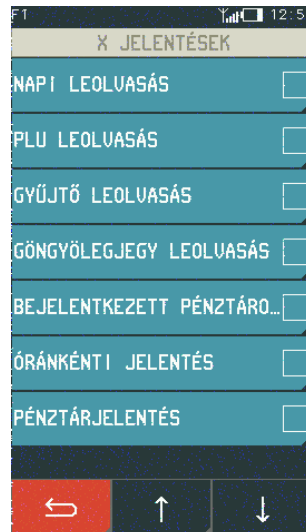 F1 12:5
X JELENTÉSEK
NAPI LEOLVASÁS
PLU LEOLVASÁS
GYŰJTŐ LEOLVASÁS
GÖNGYÖLEGJEGY LEOLVASÁS
BEJELENTKEZETT PÉNZTÁRO...
ÓRÁNKÉNTI JELENTÉS
PÉNZTÁRJELENTÉS